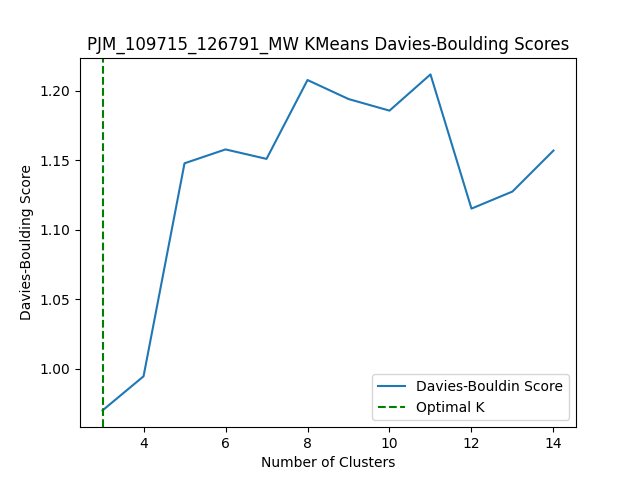 PJM_109715_126791_MW KMeans Davies-Boulding Scores
Davies-Boulding Score
1.20
1.15
1.10
1.05
1.00
4 6 8 10 12 14
Number of Clusters
Davies-Bouldin Score
Optimal K